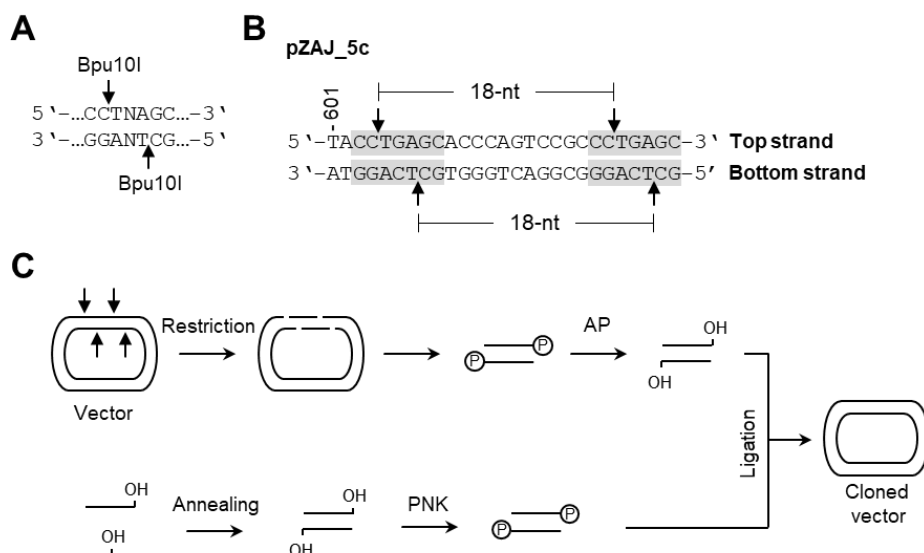 A
Bpu10I
5‘-…CCTNAGC…-3‘
3‘-…GGANTCG…-5‘
Bpu10I
B
pZAJ_5c
601
18-nt
5‘-TACCTGAGCACCCAGTCCGCCCTGAGC-3’ Top strand
3‘-ATGGACTCGTGGGTCAGGCGGGACTCG-5’ Bottom strand
18-nt
C
Restriction
AP
P
P
OH
OH
Vector
Ligation
OH
OH
Annealing
OH
OH
PNK
P
P
Cloned
vector